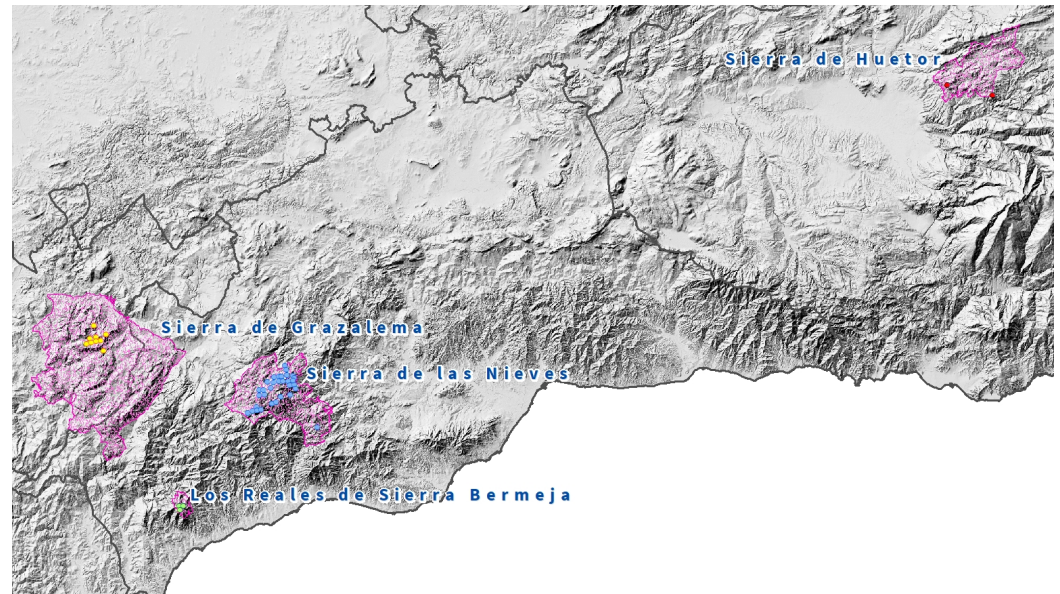 Sierra de Huetor
Sierra de Grazalema
Sierra de las Nieves
Los Reales de Sierra Bermeja